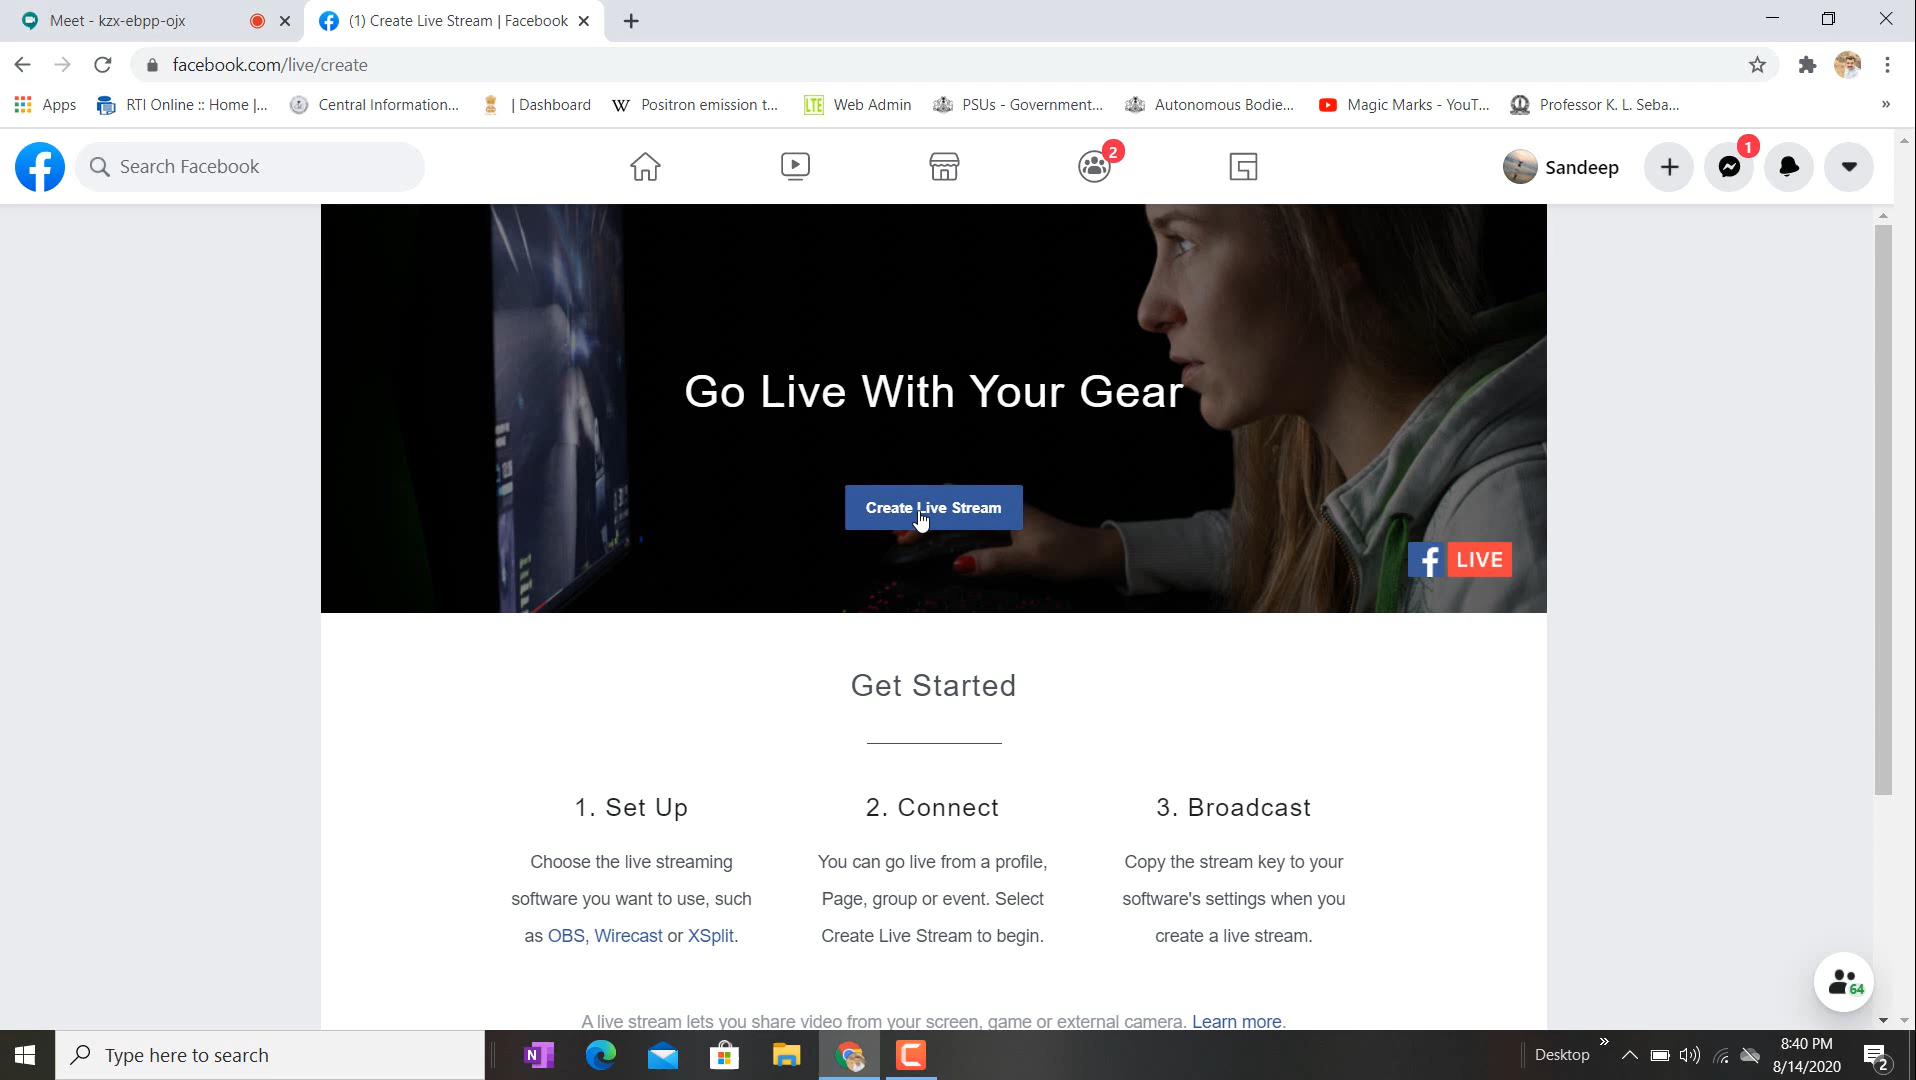 Meet - kzx-ebpp-ojx
(1) Create Live Stream | Facebook
facebook.com/live/create
Apps
RTI Online :: Home |...
Central Information...
| Dashboard
W Positron emission t...
LTE Web Admin
PSUs - Government...
Autonomous Bodie...
Magic Marks - YouT...
Professor K. L. Seba...
»
Search Facebook
2
Sandeep
1
Go Live With Your Gear
Create Live Stream
f LIVE
Get Started
1. Set Up
Choose the live streaming
software you want to use, such
as OBS, Wirecast or XSplit.
2. Connect
You can go live from a profile,
Page, group or event. Select
Create Live Stream to begin.
3. Broadcast
Copy the stream key to your
software's settings when you
create a live stream.
A live stream lets you share video from your screen, game or external camera. Learn more.
64
Type here to search
N
Desktop
»
8:40 PM
8/14/2020
2